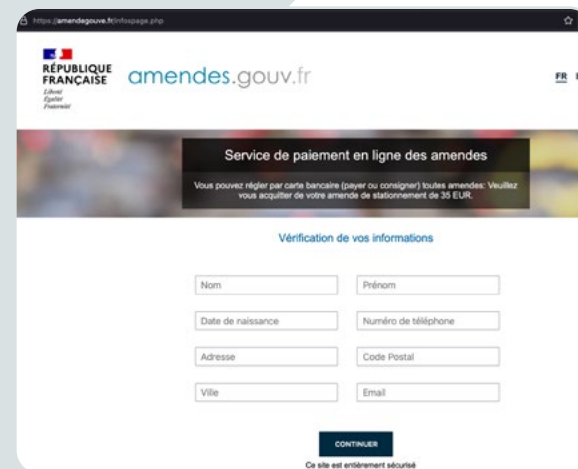 https://amendegouve.fr/infospage.php
RÉPUBLIQUE
FRANÇAISE
Liberté
Égalité
Fraternité
amendes.gouv.fr
FR
Service de paiement en ligne des amendes
Vous pouvez régler par carte bancaire (payer ou consigner) toutes amendes: Veuillez
vous acquitter de votre amende de stationnement de 35 EUR.
Vérification de vos informations
Nom Prénom
Date de naissance Numéro de téléphone
Adresse Code Postal
Ville Email
CONTINUER
Ce site est entièrement sécurisé